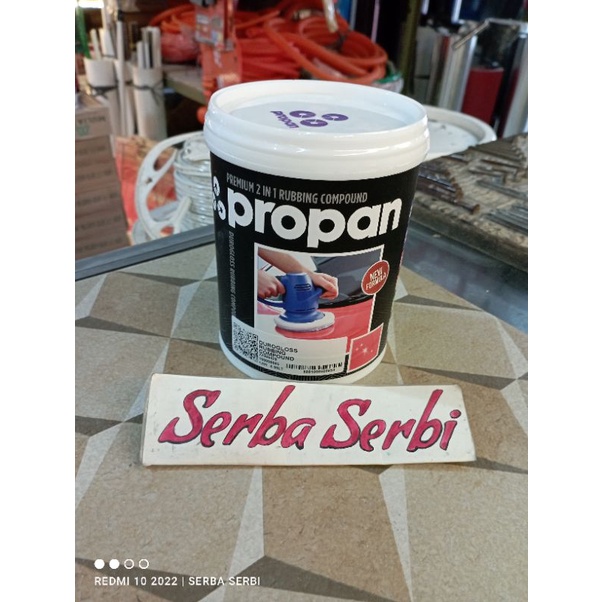 propan
PREMIUM 2 IN 1 RUBBING COMPOUND
propan
NEW
FORMULA
DUROGLOSS
RUBBING
COMPOUND
Serba Serbi
REDMI 10 2022 | SERBA SERBI